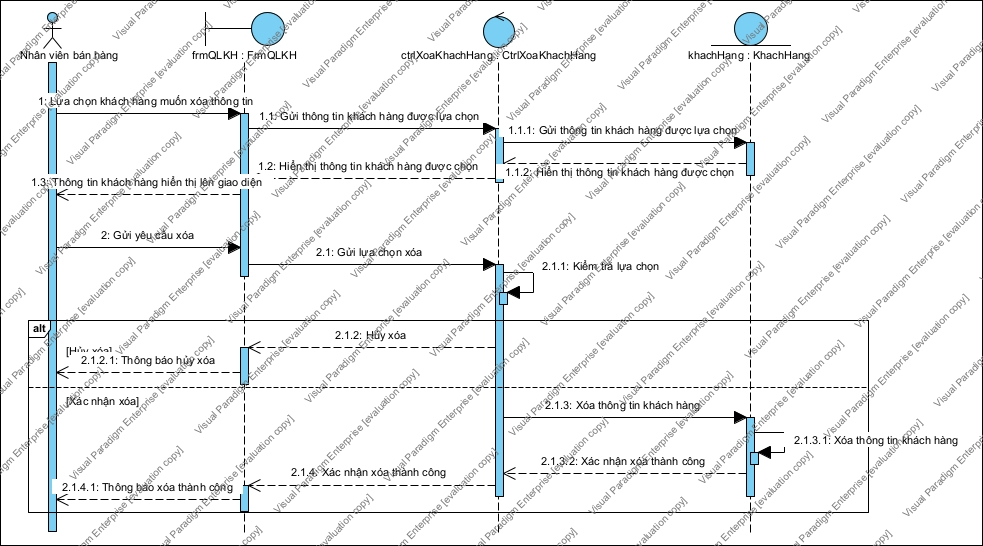 Nhân viên bán hàng
frmQLKH : FrmQLKH
ctrlXoaKhachHang : CtrlXoaKhachHang
khachHang : KhachHang
1: Lựa chọn khách hàng muốn xóa thông tin
1.1: Gửi thông tin khách hàng được lựa chọn
1.1.1: Gửi thông tin khách hàng được lựa chọn
1.1.2: Hiển thị thông tin khách hàng được chọn
1.2: Hiển thị thông tin khách hàng được chọn
1.3: Thông tin khách hàng hiển thị lên giao diện
2: Gửi yêu cầu xóa
2.1: Gửi lựa chọn xóa
2.1.1: Kiểm tra lựa chọn
alt
2.1.2: Hủy xóa
[Hủy xóa]
2.1.2.1: Thông báo hủy xóa
[Xác nhận xóa]
2.1.3: Xóa thông tin khách hàng
2.1.3.1: Xóa thông tin khách hàng
2.1.3.2: Xác nhận xóa thành công
2.1.4: Xác nhận xóa thành công
2.1.4.1: Thông báo xóa thành công
Visual Paradigm Enterprise [evaluation copy]